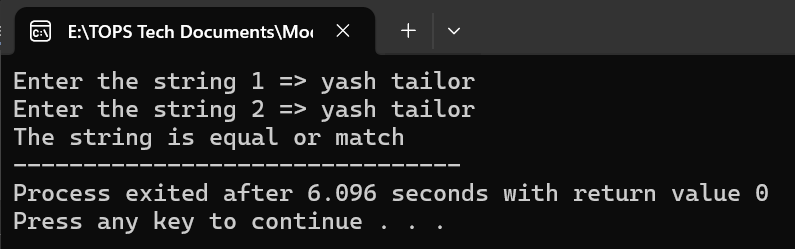 E:\TOPS Tech Documents\Mo
Enter the string 1 => yash tailor
Enter the string 2 => yash tailor
The string is equal or match
--------------------------------
Process exited after 6.096 seconds with return value 0
Press any key to continue . . .